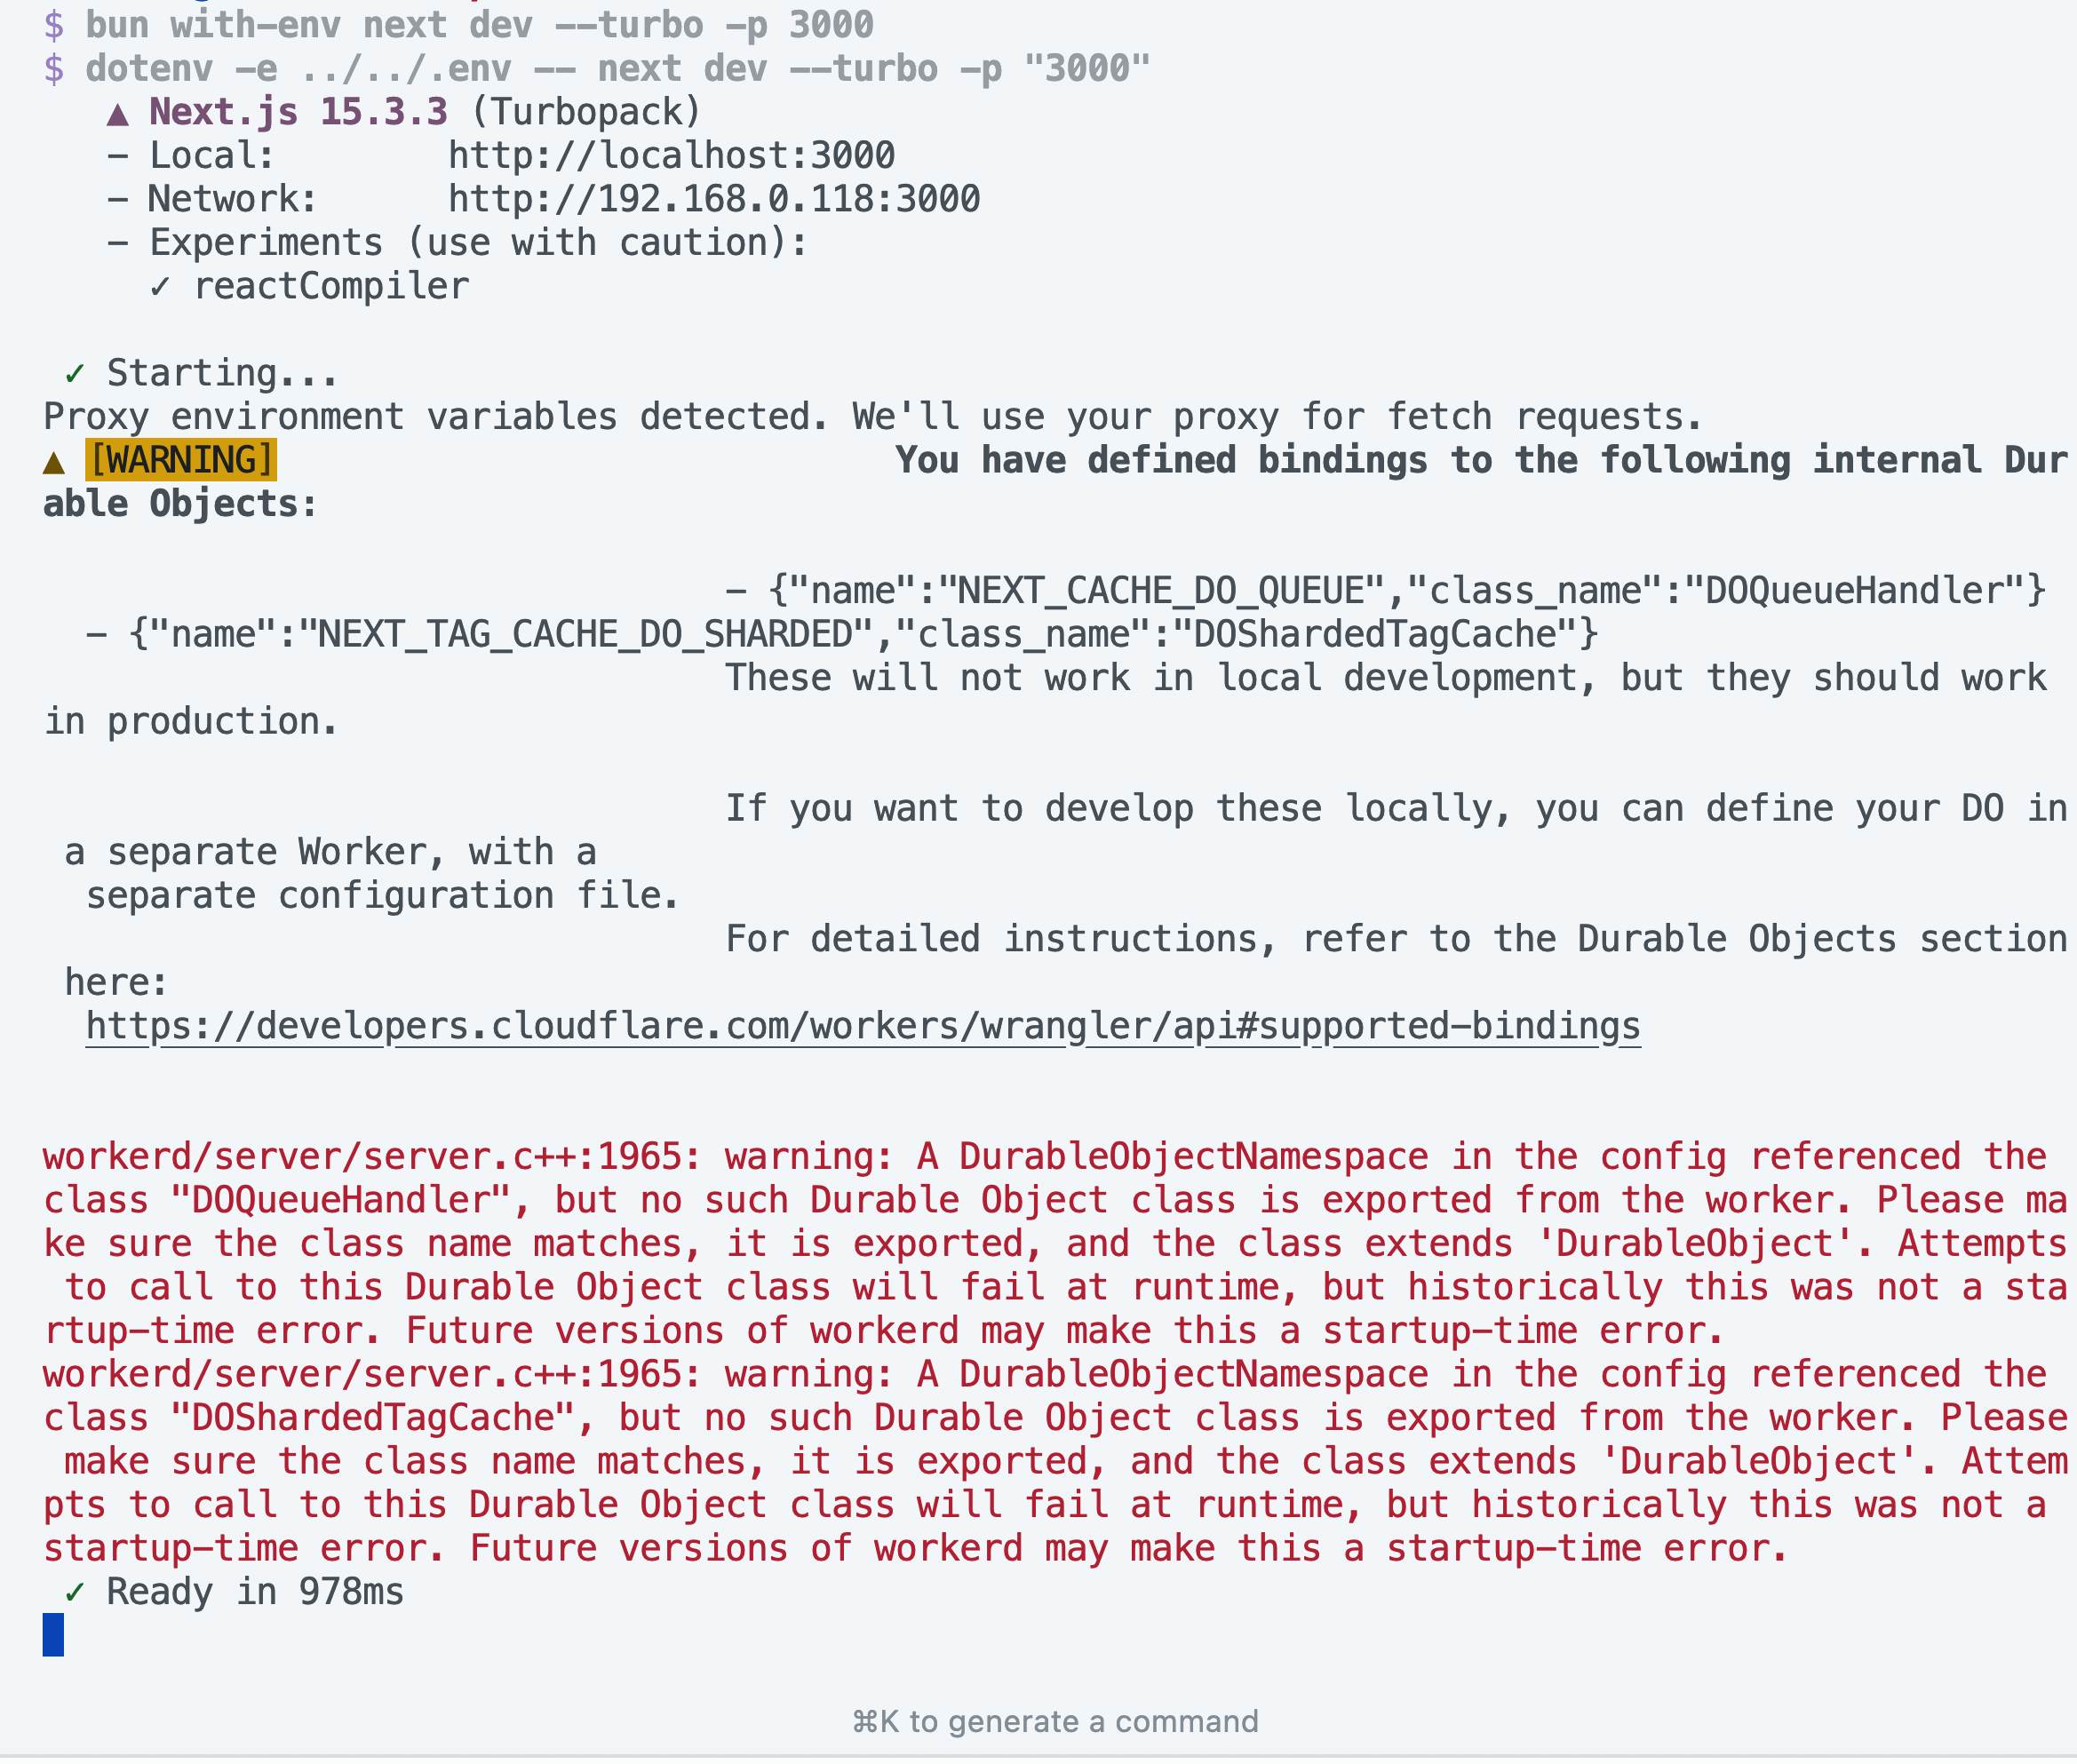 $ bun with-env next dev --turbo -p 3000
$ dotenv -e ../../.env -- next dev --turbo -p "3000"
▲ Next.js 15.3.3 (Turbopack)
- Local: http://localhost:3000
- Network: http://192.168.0.118:3000
- Experiments (use with caution):
✓ reactCompiler
✓ Starting...
Proxy environment variables detected. We'll use your proxy for fetch requests.
▲ [WARNING] You have defined bindings to the following internal Dur
able Objects:
- {"name":"NEXT_CACHE_DO_QUEUE","class_name":"DOQueueHandler"}
- {"name":"NEXT_TAG_CACHE_DO_SHARDED","class_name":"DOShardedTagCache"}
These will not work in local development, but they should work
in production.
If you want to develop these locally, you can define your DO in
a separate Worker, with a
separate configuration file.
For detailed instructions, refer to the Durable Objects section
here:
https://developers.cloudflare.com/workers/wrangler/api#supported-bindings
workerd/server/server.c++:1965: warning: A DurableObjectNamespace in the config referenced the
class "DOQueueHandler", but no such Durable Object class is exported from the worker. Please ma
ke sure the class name matches, it is exported, and the class extends 'DurableObject'. Attempts
to call to this Durable Object class will fail at runtime, but historically this was not a sta
rtup-time error. Future versions of workerd may make this a startup-time error.
workerd/server/server.c++:1965: warning: A DurableObjectNamespace in the config referenced the
class "DOShardedTagCache", but no such Durable Object class is exported from the worker. Please
make sure the class name matches, it is exported, and the class extends 'DurableObject'. Attem
pts to call to this Durable Object class will fail at runtime, but historically this was not a
startup-time error. Future versions of workerd may make this a startup-time error.
✓ Ready in 978ms
⌘K to generate a command